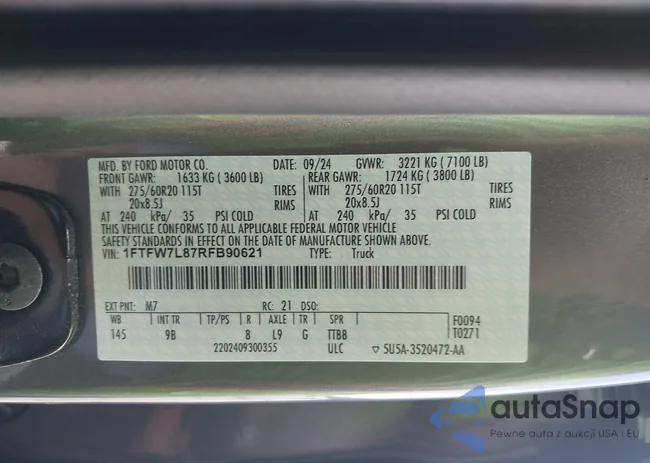 MFD. BY FORD MOTOR CO. DATE: 09/24 GVWR: 3221 KG ( 7100 LB)
FRONT GAWR: 1633 KG ( 3600 LB) REAR GAWR: 1724 KG ( 3800 LB)
WITH 275/60R20 115T TIRES WITH 275/60R20 115T TIRES
20x8.5J RIMS 20x8.5J RIMS
AT 240 kPa/ 35 PSI COLD AT 240 kPa/ 35 PSI COLD
THIS VEHICLE CONFORMS TO ALL APPLICABLE FEDERAL MOTOR VEHICLE
SAFETY STANDARDS IN EFFECT ON THE DATE OF MANUFACTURE SHOWN ABOVE.
VIN: 1FTFW7L87RFB90621 TYPE: Truck
EXT PNT: M7 RC: 21 DSO: F0094
WB INT TR TP/PS R AXLE TR SPR T0271
145 9B 8 L9 G TTBB
2202409300355 ULC 5U5A-3520472-AA
autaSnap
Pewne auta z aukcji USA i EU